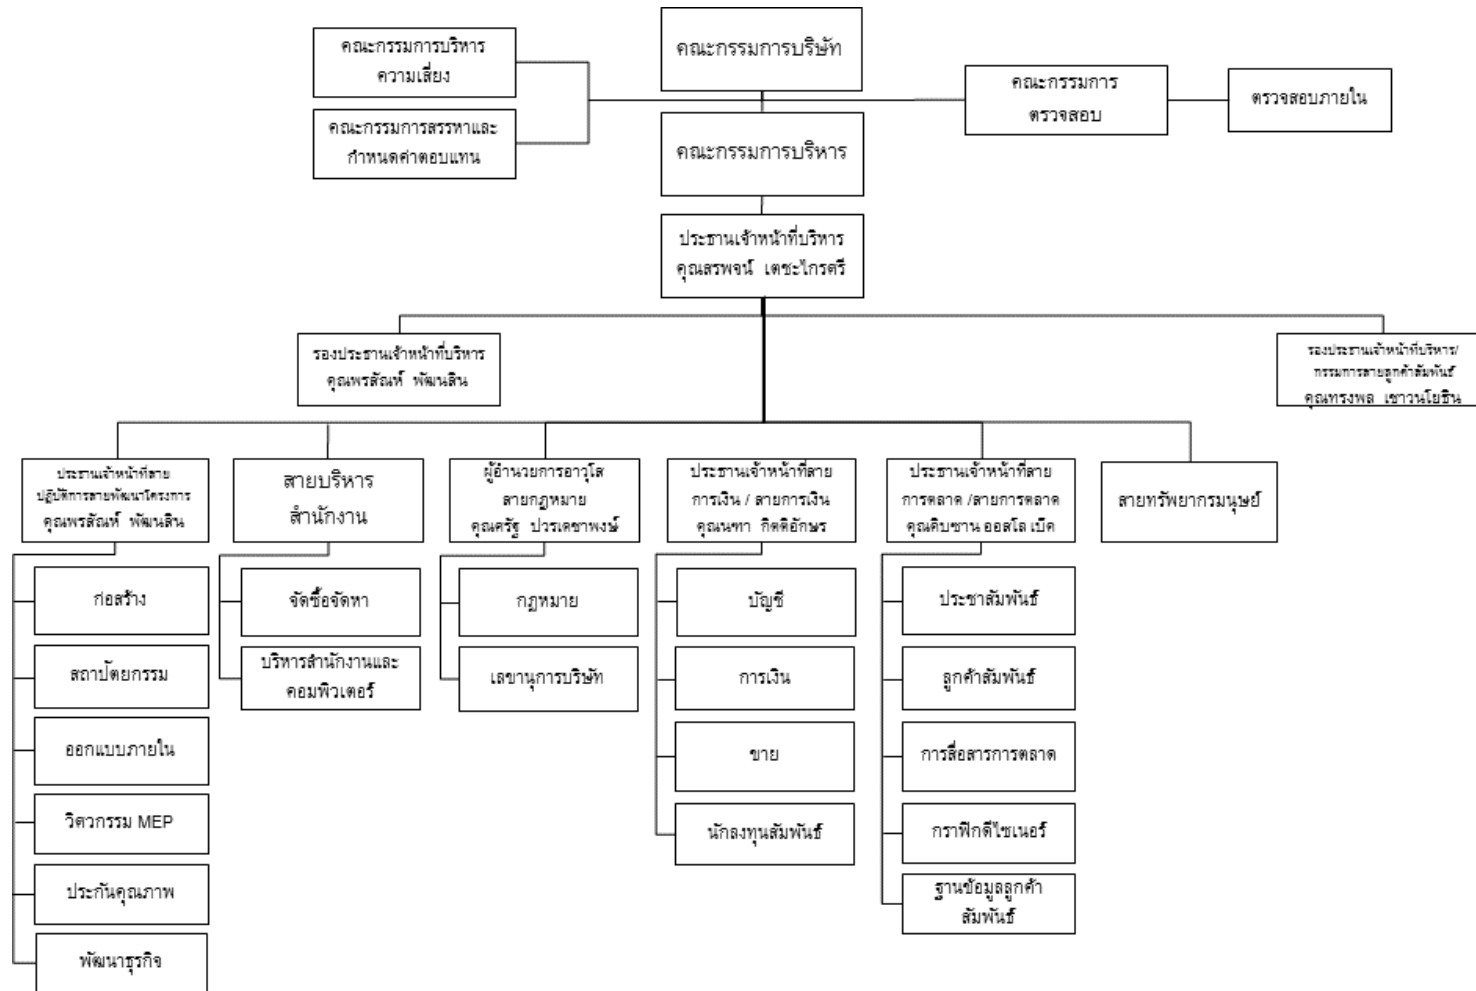 คณะกรรมการบริษัท
คณะกรรมการบริหาร
ความเสี่ยง
คณะกรรมการสรรหาและ
กำหนดค่าตอบแทน
คณะกรรมการ
ตรวจสอบ
ตรวจสอบภายใน
คณะกรรมการบริหาร
ประธานเจ้าหน้าที่บริหาร
คุณสรพจน์ เตชะไกรศรี
รองประธานเจ้าหน้าที่บริหาร
คุณพรสัณห์ พัฒนสิน
รองประธานเจ้าหน้าที่บริหาร/
กรรมการสายลูกค้าสัมพันธ์
คุณทรงพล เชาวนโยธิน
ประธานเจ้าหน้าที่สาย
ปฏิบัติการสายพัฒนาโครงการ
คุณพรสัณห์ พัฒนสิน
ก่อสร้าง
สถาปัตยกรรม
ออกแบบภายใน
วิศวกรรม MEP
ประกันคุณภาพ
พัฒนาธุรกิจ
สายบริหาร
สำนักงาน
จัดซื้อจัดหา
บริหารสำนักงานและ
คอมพิวเตอร์
ผู้อำนวยการอาวุโส
สายกฎหมาย
คุณศรัฐ ปวรเดชาพงษ์
กฎหมาย
เลขานุการบริษัท
ประธานเจ้าหน้าที่สาย
การเงิน / สายการเงิน
คุณนฑา กิตติอักษร
บัญชี
การเงิน
ขาย
นักลงทุนสัมพันธ์
ประธานเจ้าหน้าที่สาย
การตลาด /สายการตลาด
คุณคิบซาน ออสโล เบ็ค
ประชาสัมพันธ์
ลูกค้าสัมพันธ์
การสื่อสารการตลาด
กราฟิกดีไซเนอร์
ฐานข้อมูลลูกค้า
สัมพันธ์
สายทรัพยากรมนุษย์